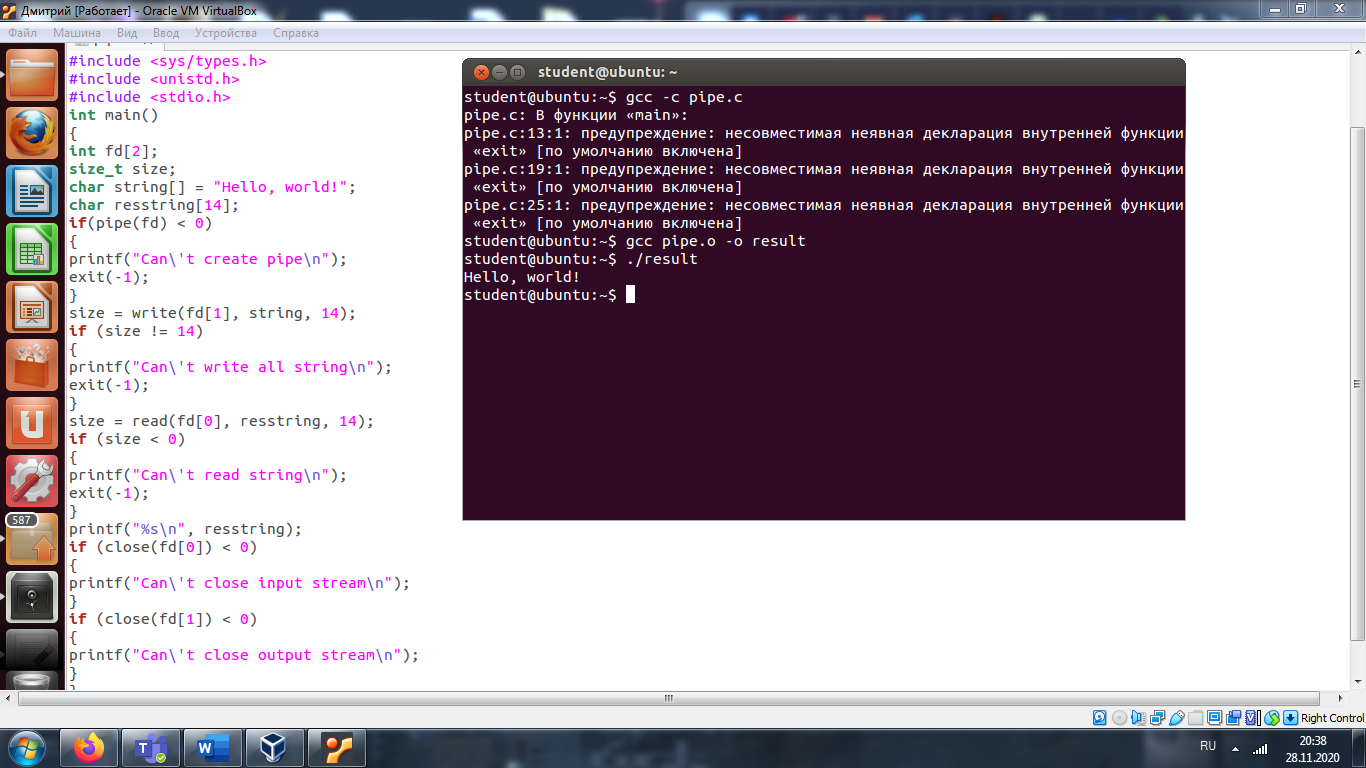 Дмитрий [Работает] - Oracle VM VirtualBox
Файл Машина Вид Ввод Устройства Справка
#include <sys/types.h>
#include <unistd.h>
#include <stdio.h>
int main()
{
int fd[2];
size_t size;
char string[] = "Hello, world!";
char resstring[14];
if(pipe(fd) < 0)
{
printf("Can\'t create pipe\n");
exit(-1);
}
size = write(fd[1], string, 14);
if (size != 14)
{
printf("Can\'t write all string\n");
exit(-1);
}
size = read(fd[0], resstring, 14);
if (size < 0)
{
printf("Can\'t read string\n");
exit(-1);
}
printf("%s\n", resstring);
if (close(fd[0]) < 0)
{
printf("Can\'t close input stream\n");
}
if (close(fd[1]) < 0)
{
printf("Can\'t close output stream\n");
}
student@ubuntu: ~
student@ubuntu:~$ gcc -c pipe.c
pipe.c: В функции «main»:
pipe.c:13:1: предупреждение: несовместимая неявная декларация внутренней функции
«exit» [по умолчанию включена]
pipe.c:19:1: предупреждение: несовместимая неявная декларация внутренней функции
«exit» [по умолчанию включена]
pipe.c:25:1: предупреждение: несовместимая неявная декларация внутренней функции
«exit» [по умолчанию включена]
student@ubuntu:~$ gcc pipe.o -o result
student@ubuntu:~$ ./result
Hello, world!
student@ubuntu:~$
587
Right Control
RU
20:38
28.11.2020